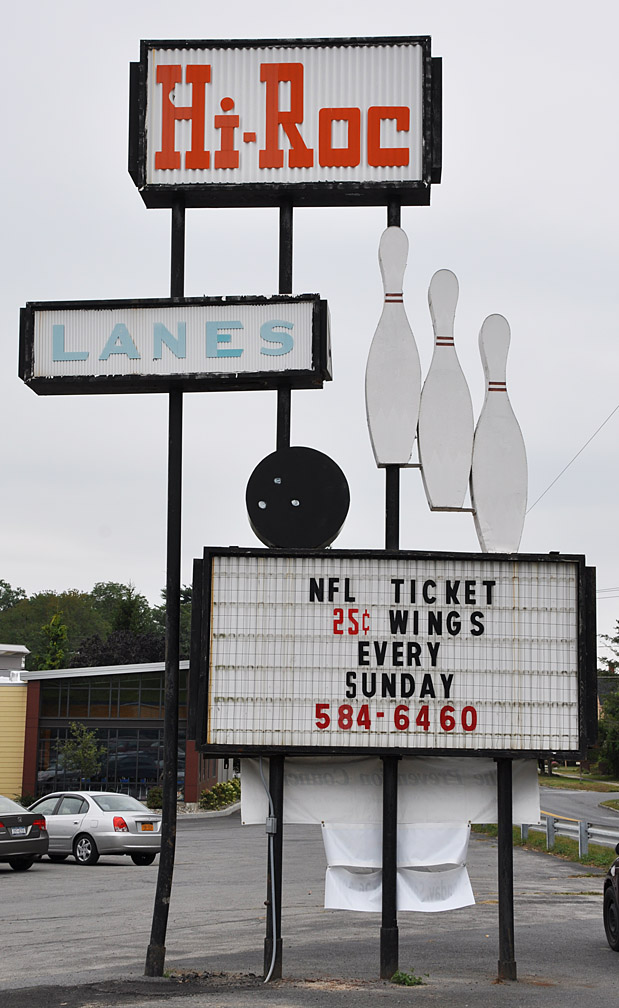 Hi-Roc
LANES
NFL TICKET
25¢ WINGS
EVERY
SUNDAY
584-6460